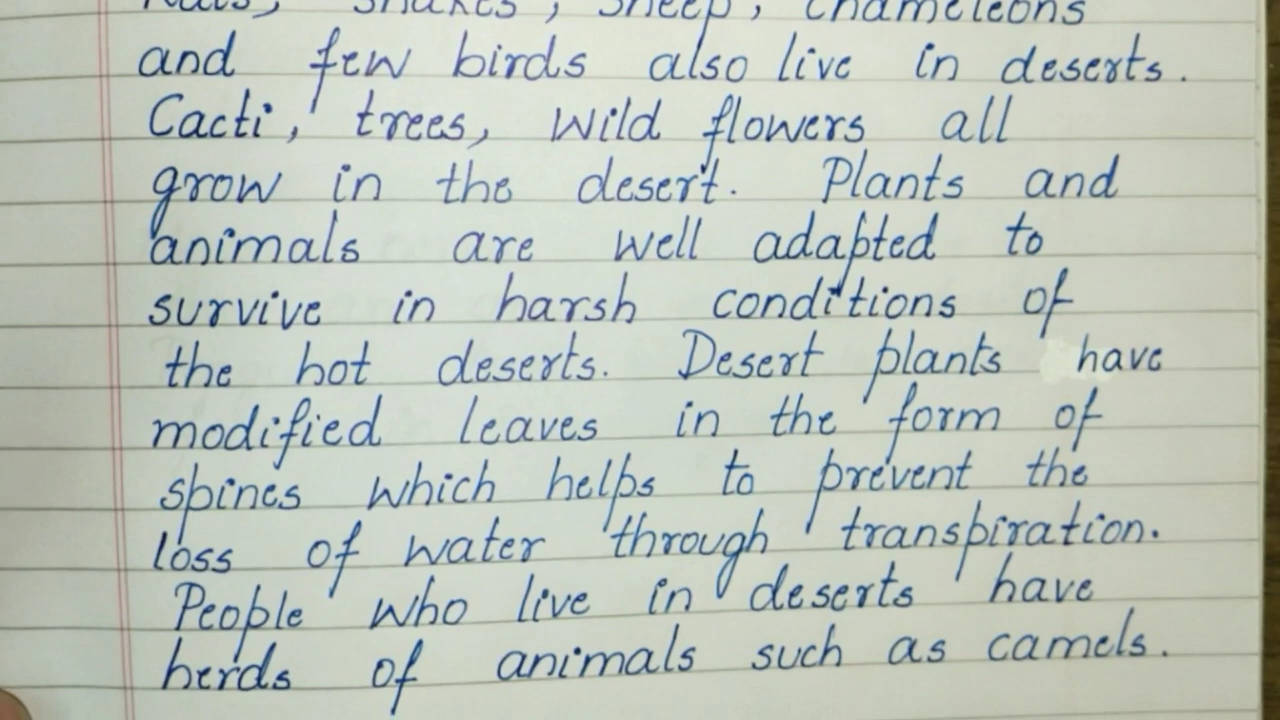 snakes, sheep, chameleons
and few birds also live in deserts.
Cacti, trees, wild flowers all
grow in the desert. Plants and
animals are well adapted to
survive in harsh conditions of
the hot deserts. Desert plants have
modified leaves in the form of
spines which helps to prevent the
loss of water through transpiration.
People who live in deserts have
herds of animals such as camels.